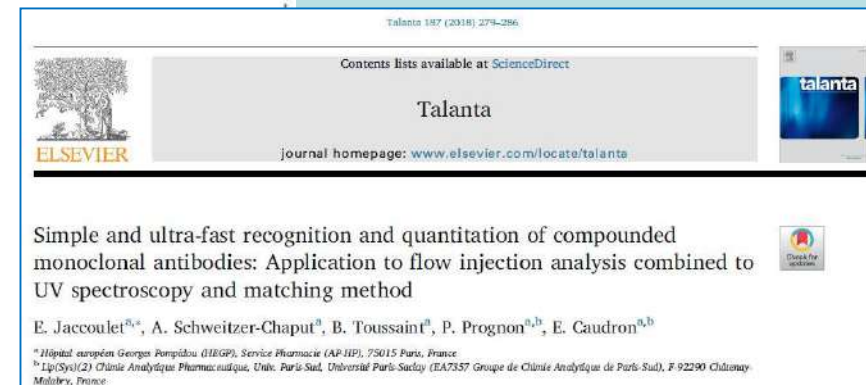 Talanta 187 (2018) 279–286
Contents lists available at ScienceDirect
Talanta
journal homepage: www.elsevier.com/locate/talanta
ELSEVIER
talanta
Simple and ultra-fast recognition and quantitation of compounded
monoclonal antibodies: Application to flow injection analysis combined to
UV spectroscopy and matching method
Check for
updates
E. Jaccoulet^a,*, A. Schweitzer-Chaput^a, B. Toussaint^a, P. Prognon^a,b, E. Caudron^a,b
^a Hôpital européen Georges Pompidou (HEGP), Service Pharmacie (AP-HP), 75015 Paris, France
^b Lip(Sys)(2) Chimie Analytique Pharmaceutique, Univ. Paris-Sud, Université Paris-Saclay (EA7357 Groupe de Chimie Analytique de Paris-Sud), F-92290 Châtenay-
Malabry, France